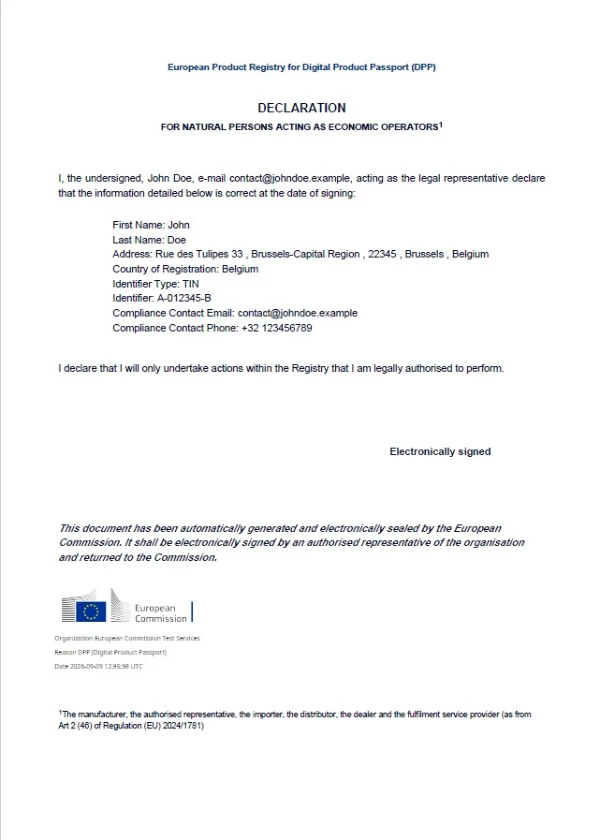 European Product Registry for Digital Product Passport (DPP)
DECLARATION
FOR NATURAL PERSONS ACTING AS ECONOMIC OPERATORS¹
I, the undersigned, John Doe, e-mail contact@johndoe.example, acting as the legal representative declare
that the information detailed below is correct at the date of signing:
First Name: John
Last Name: Doe
Address: Rue des Tulipes 33 , Brussels-Capital Region , 22345 , Brussels , Belgium
Country of Registration: Belgium
Identifier Type: TIN
Identifier: A-012345-B
Compliance Contact Email: contact@johndoe.example
Compliance Contact Phone: +32 123456789
I declare that I will only undertake actions within the Registry that I am legally authorised to perform.
Electronically signed
This document has been automatically generated and electronically sealed by the European
Commission. It shall be electronically signed by an authorised representative of the organisation
and returned to the Commission.
European
Commission
Organization European Commission Test Services
Reason DPP (Digital Product Passport)
Date 2026-09-09 12:35:38 UTC
¹The manufacturer, the authorised representative, the importer, the distributor, the dealer and the fulfilment service provider (as from
Art 2 (46) of Regulation (EU) 2024/1781)